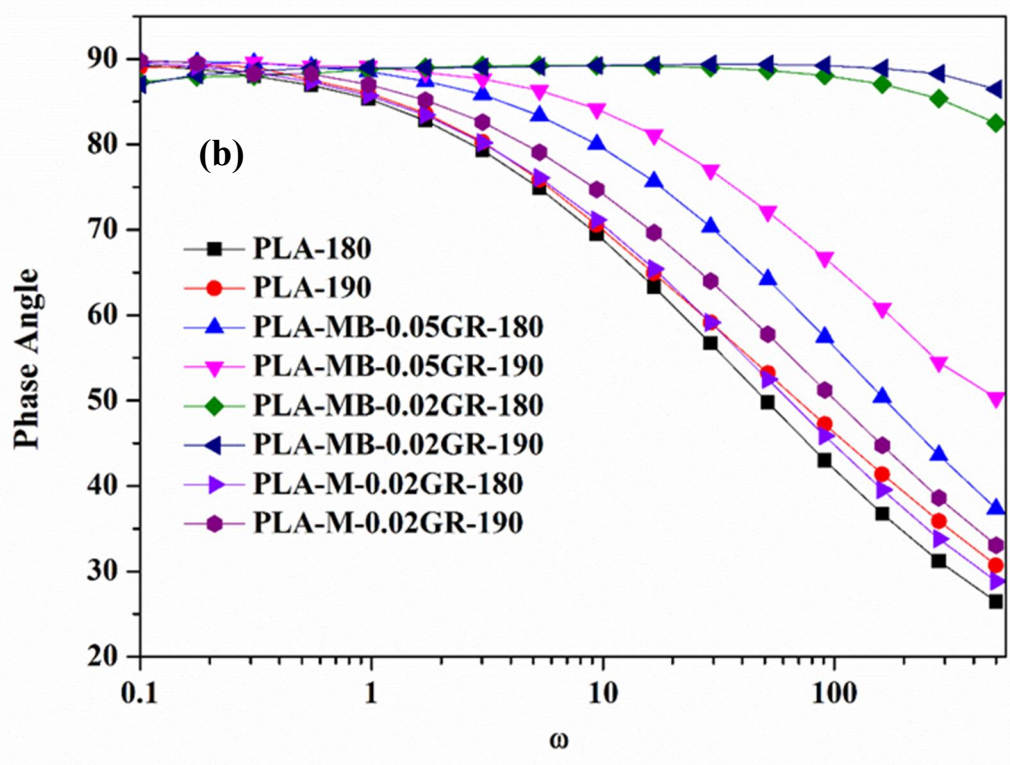 90
80
70
60
50
40
30
20
Phase Angle
(b)
PLA-180
PLA-190
PLA-MB-0.05GR-180
PLA-MB-0.05GR-190
PLA-MB-0.02GR-180
PLA-MB-0.02GR-190
PLA-M-0.02GR-180
PLA-M-0.02GR-190
0.1 1 10 100
ω